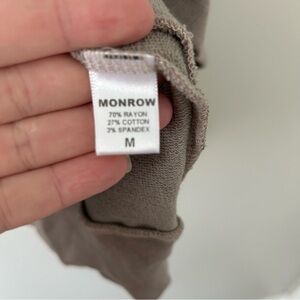 MONROW
70% RAYON
27% COTTON
3% SPANDEX
M